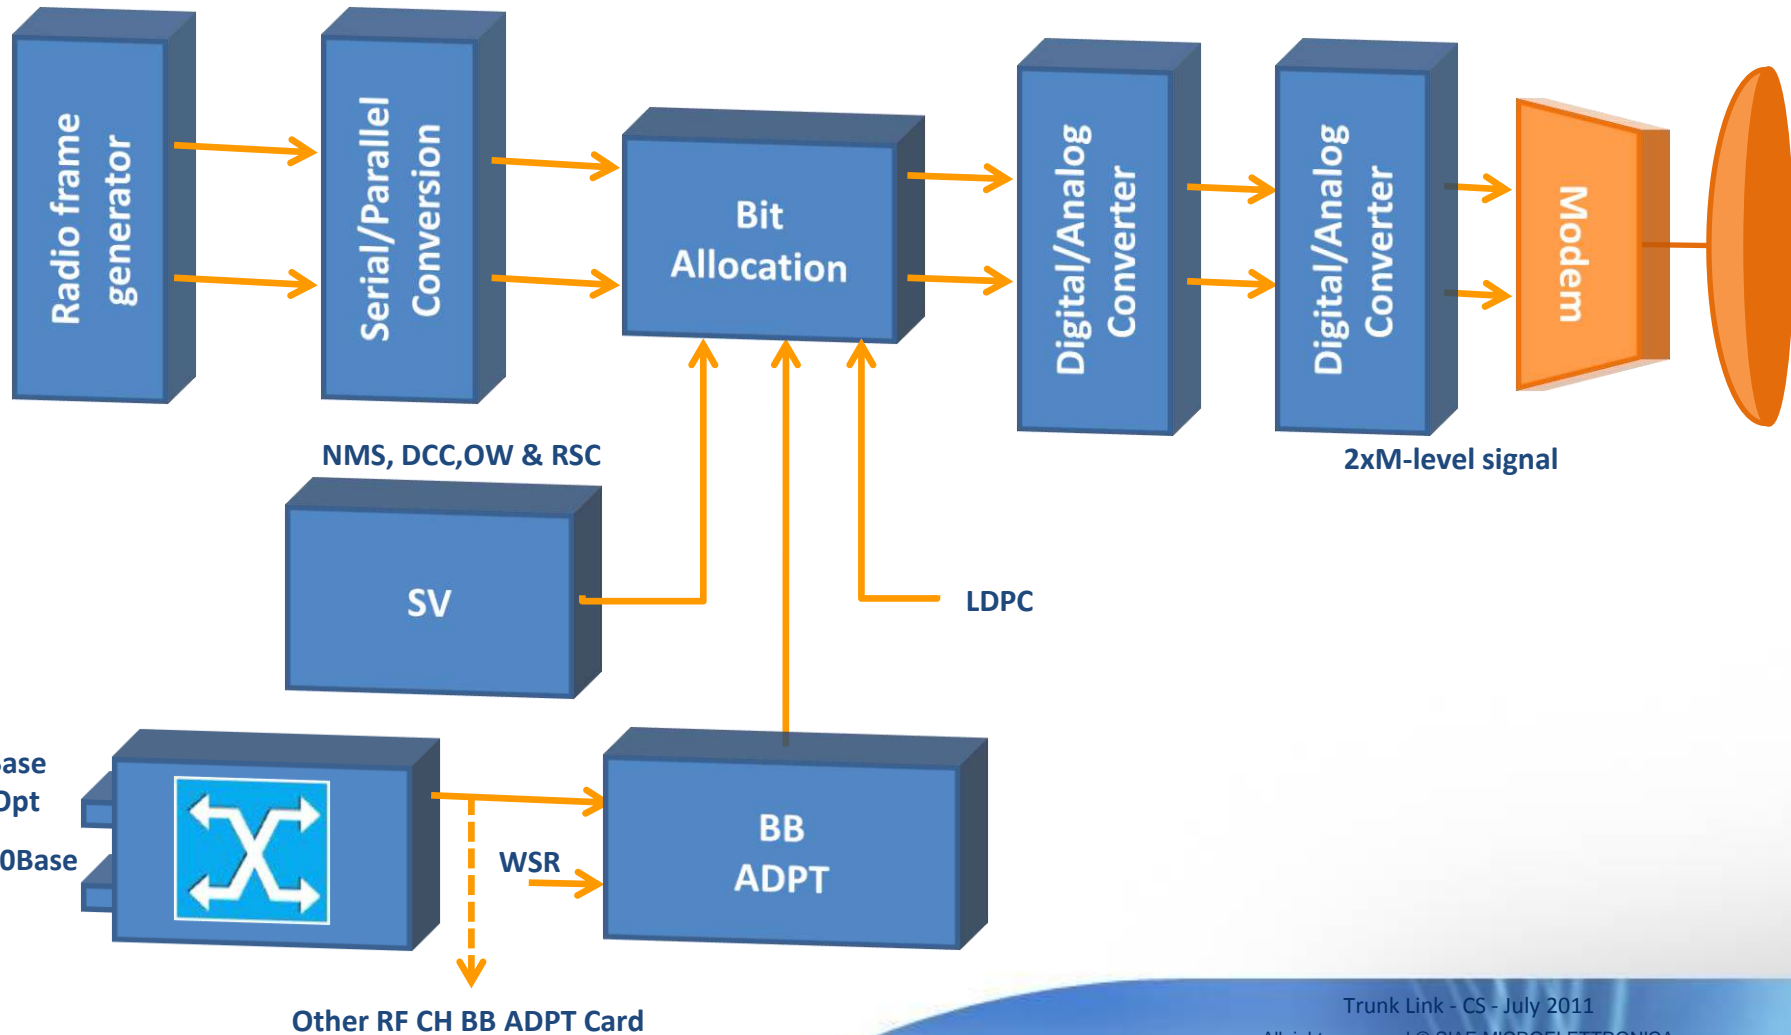 Radio frame
generator
Serial/Parallel
Conversion
Bit
Allocation
Digital/Analog
Converter
Digital/Analog
Converter
Modem
NMS, DCC,OW & RSC
2xM-level signal
SV
LDPC
Opt
0Base
WSR
BB
ADPT
Other RF CH BB ADPT Card
Trunk Link - CS - July 2011